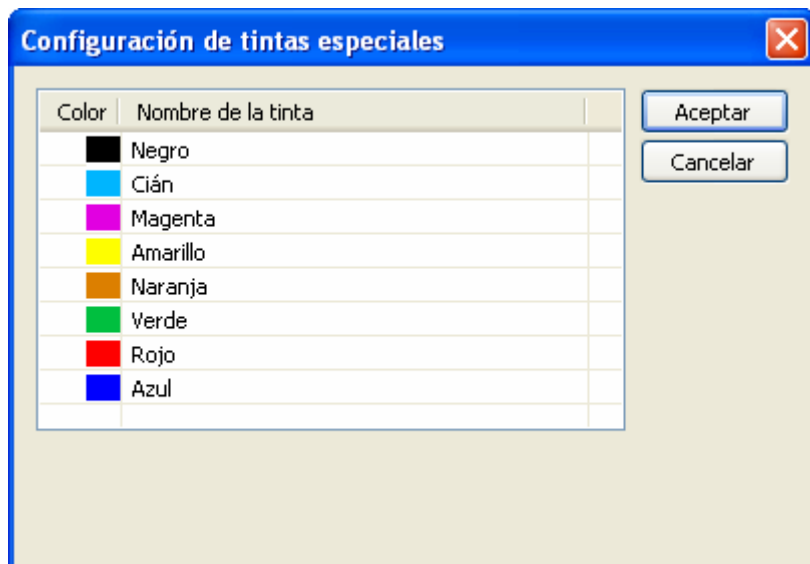 Configuración de tintas especiales
Color Nombre de la tinta
Negro
Cián
Magenta
Amarillo
Naranja
Verde
Rojo
Azul
Aceptar
Cancelar